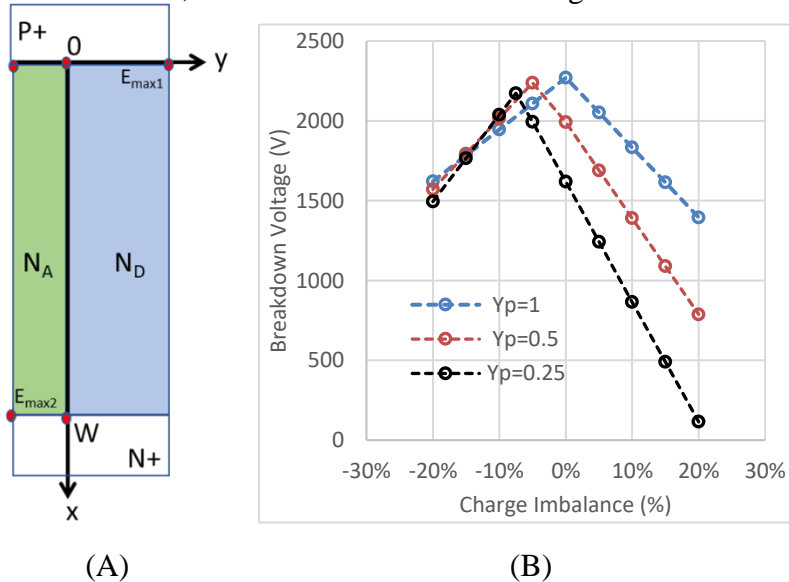 P+
0
y
Emax1
NA
ND
Emax2
W
N+
x
(A)
2500
2000
1500
1000
500
0
Breakdown Voltage (V)
Yp=1
Yp=0.5
Yp=0.25
-30% -20% -10% 0% 10% 20% 30%
Charge Imbalance (%)
(B)